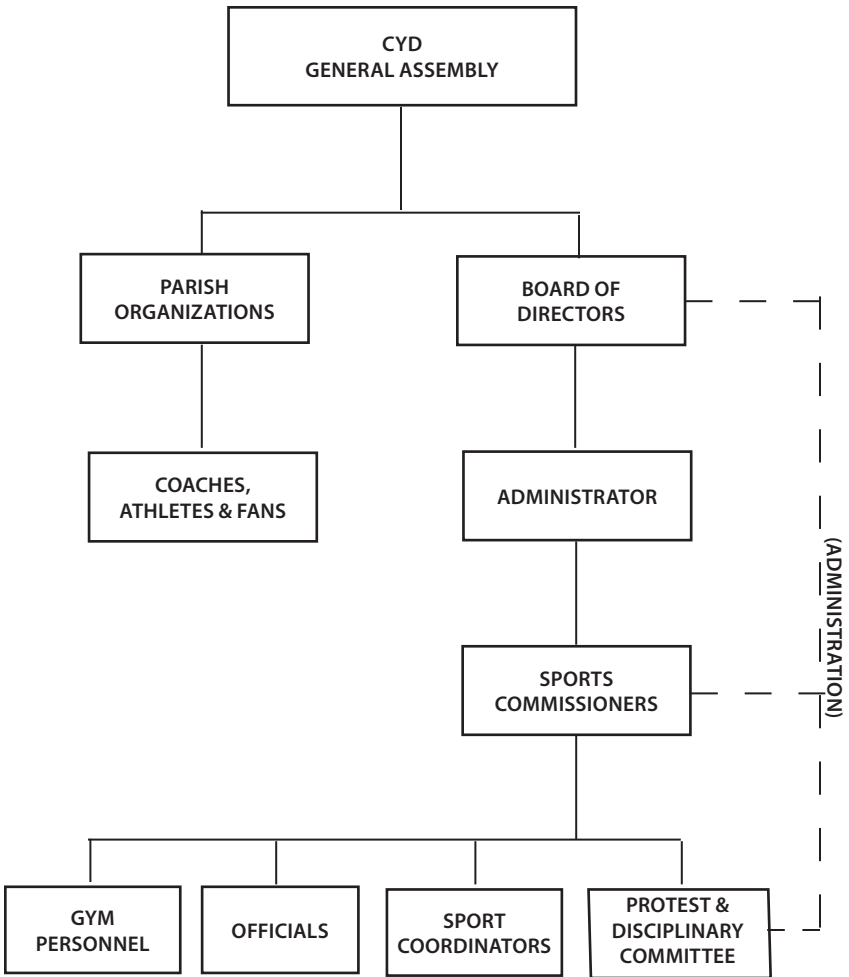 CYD
GENERAL ASSEMBLY
PARISH
ORGANIZATIONS
BOARD OF
DIRECTORS
COACHES,
ATHLETES & FANS
ADMINISTRATOR
(ADMINISTRATION)
SPORTS
COMMISSIONERS
GYM
PERSONNEL
OFFICIALS
SPORT
COORDINATORS
PROTEST &
DISCIPLINARY
COMMITTEE